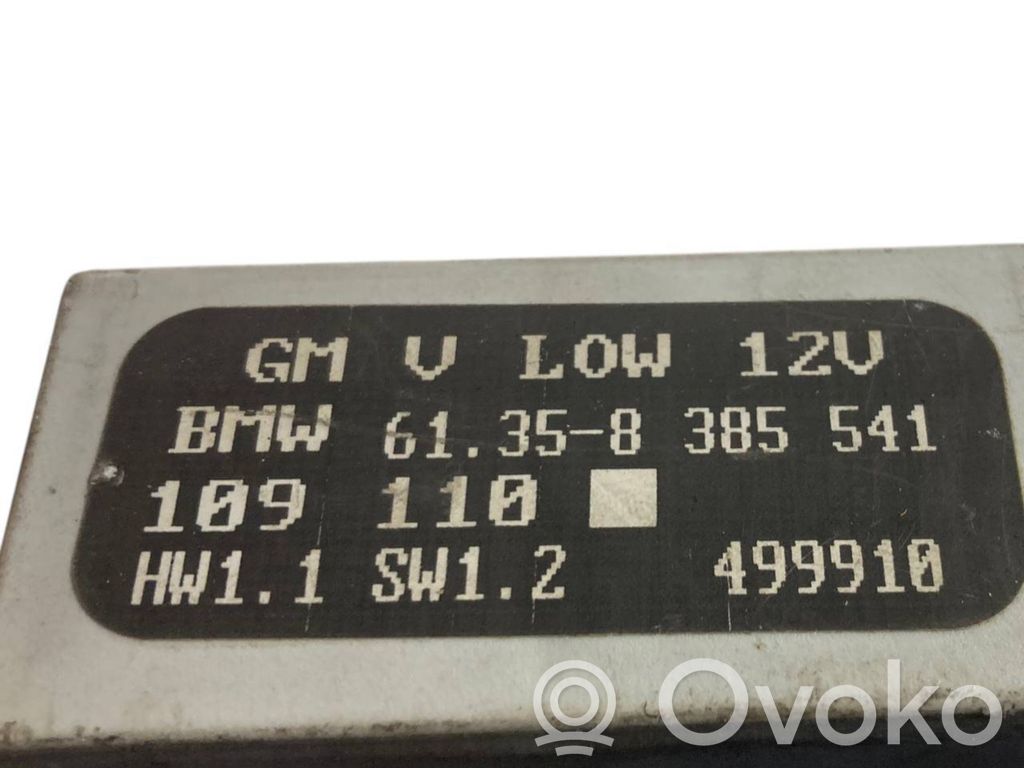 GM V LOW 12V
BMW 61.35-8 385 541
109 110
HW1.1 SW1.2 499910
Ovoko